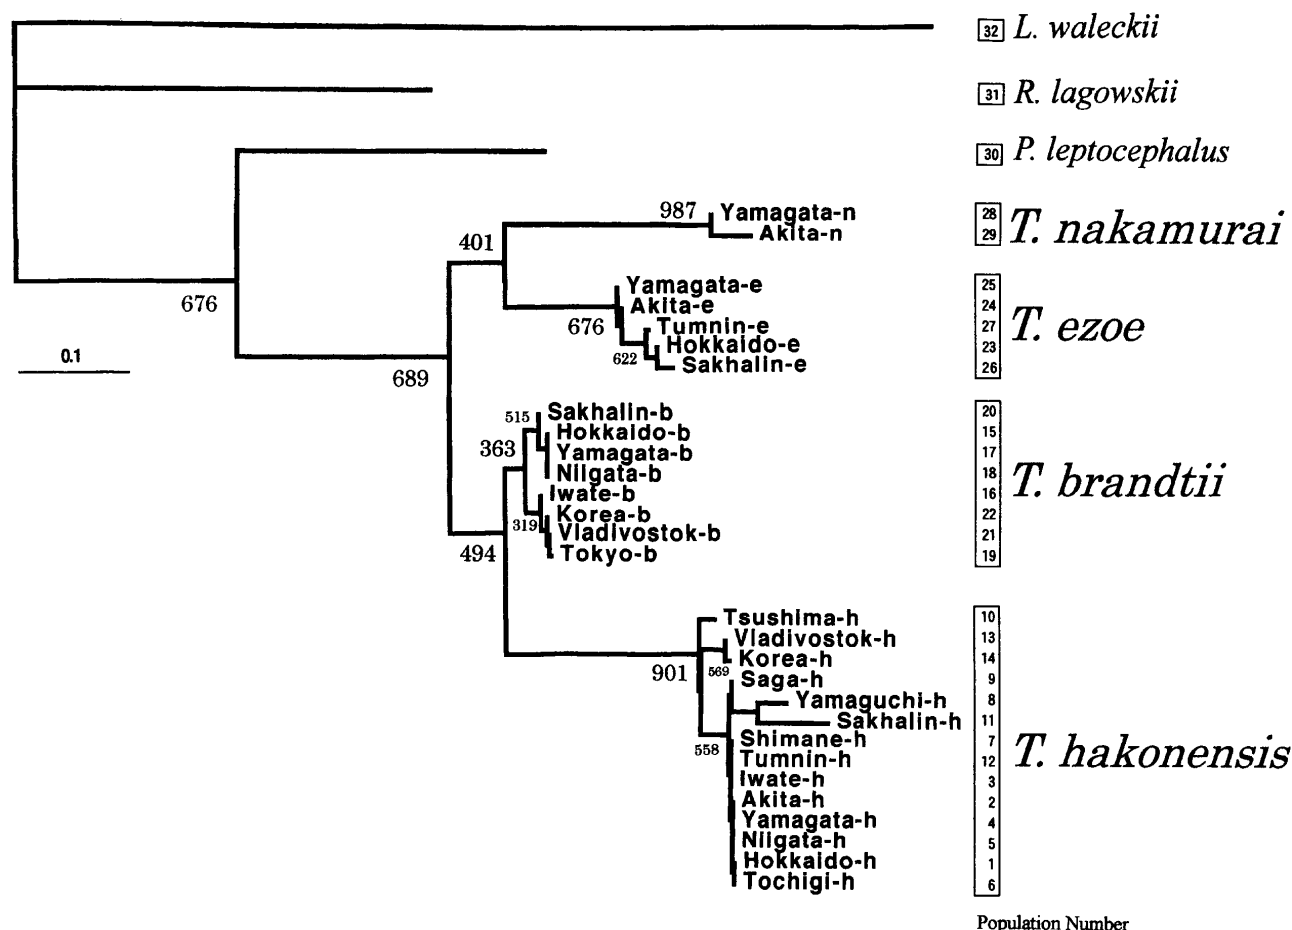 32 L. waleckii
31 R. lagowskii
30 P. leptocephalus
987 Yamagata-n 28
Akita-n 29 T. nakamurai
401
Yamagata-e 25
676
Akita-e 24
676 Tumnin-e 27 T. ezoe
Hokkaido-e 23
622 Sakhalin-e 26
0.1
689
515 Sakhalin-b 20
Hokkaido-b 15
363 Yamagata-b 17
Niigata-b 18 T. brandtii
Iwate-b 16
319 Korea-b 22
Vladivostok-b 21
494 Tokyo-b 19
Tsushima-h 10
Vladivostok-h 13
901 569 Korea-h 14
Saga-h 9
Yamaguchi-h 8
Sakhalin-h 11
558 Shimane-h 7 T. hakonensis
Tumnin-h 12
Iwate-h 3
Akita-h 2
Yamagata-h 4
Niigata-h 5
Hokkaido-h 1
Tochigi-h 6
Population Number